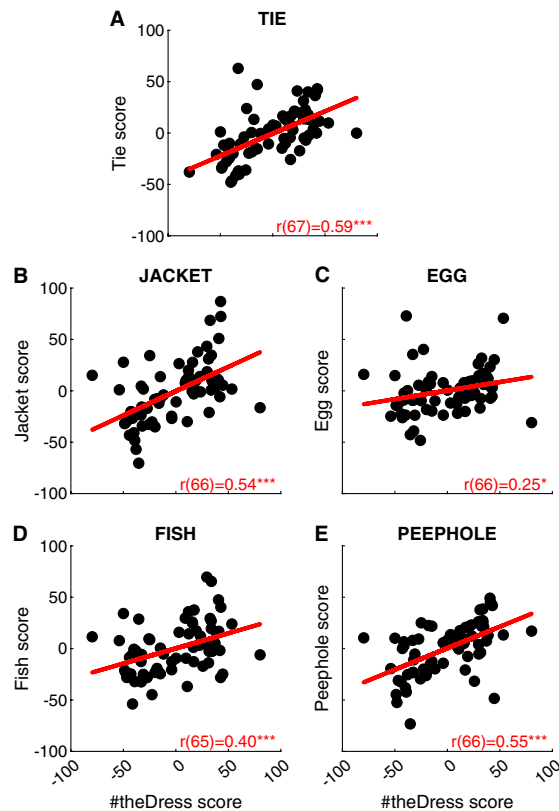 A TIE
100
50
0
-50
-100
Tie score
r(67)=0.59***
B JACKET
100
50
0
-50
-100
Jacket score
r(66)=0.54***
C EGG
Egg score
r(66)=0.25*
D FISH
100
50
0
-50
-100
Fish score
r(65)=0.40***
-100 -50 0 50 100
#theDress score
E PEEPHOLE
Peephole score
r(66)=0.55***
-100 -50 0 50 100
#theDress score